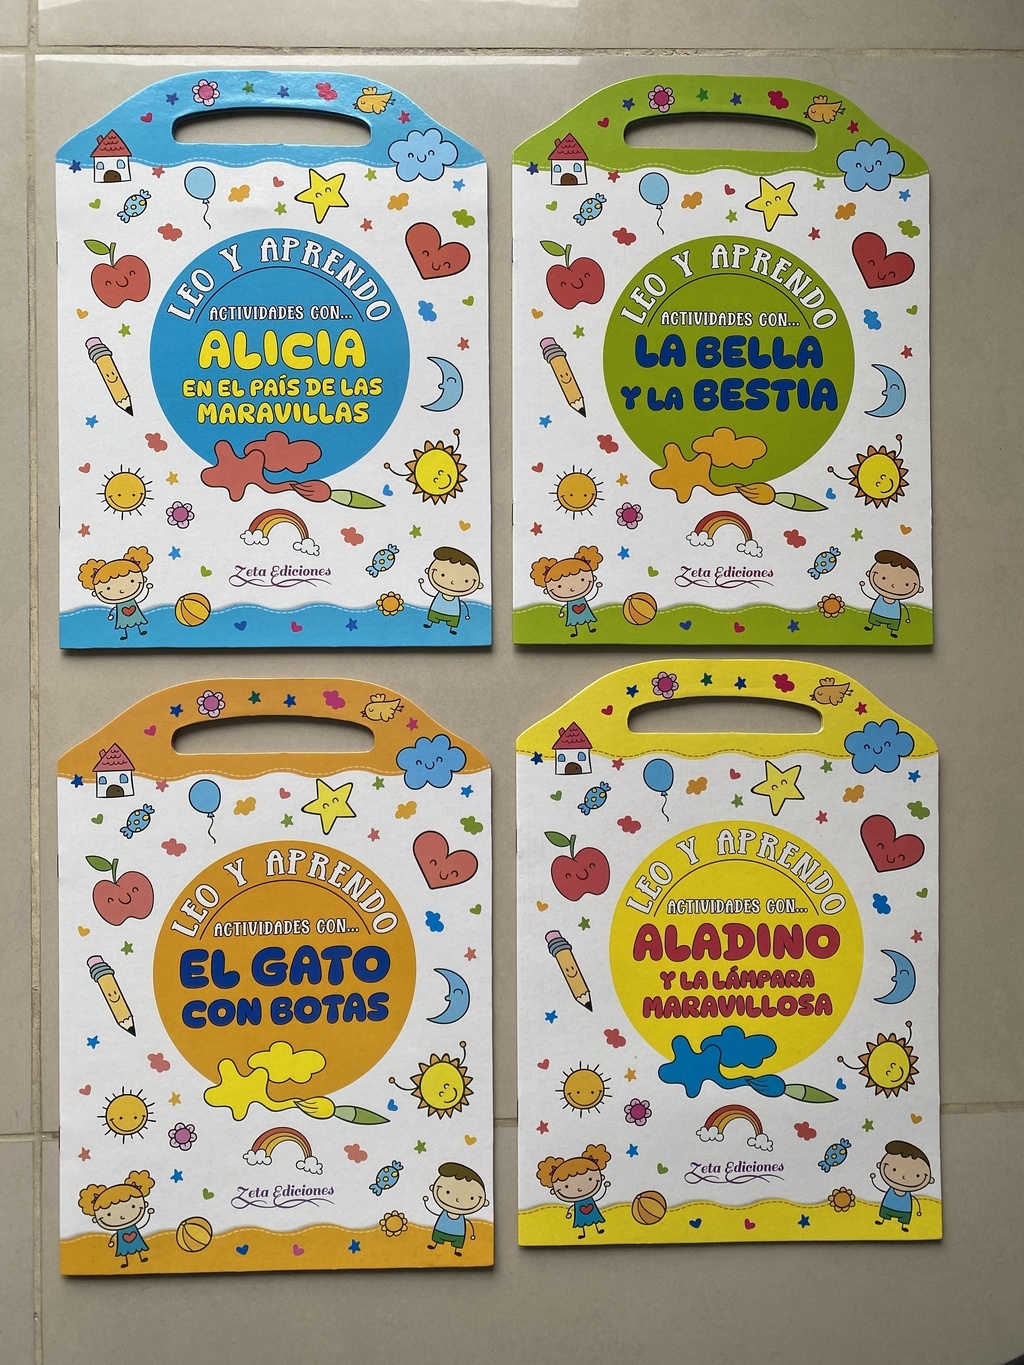 LEO Y APRENDO
ACTIVIDADES CON...
ALICIA
EN EL PAÍS DE LAS
MARAVILLAS
Zeta Ediciones
LEO Y APRENDO
ACTIVIDADES CON...
LA BELLA
Y LA BESTIA
Zeta Ediciones
LEO Y APRENDO
ACTIVIDADES CON...
EL GATO
CON BOTAS
Zeta Ediciones
LEO Y APRENDO
ACTIVIDADES CON...
ALADINO
Y LA LÁMPARA
MARAVILLOSA
Zeta Ediciones